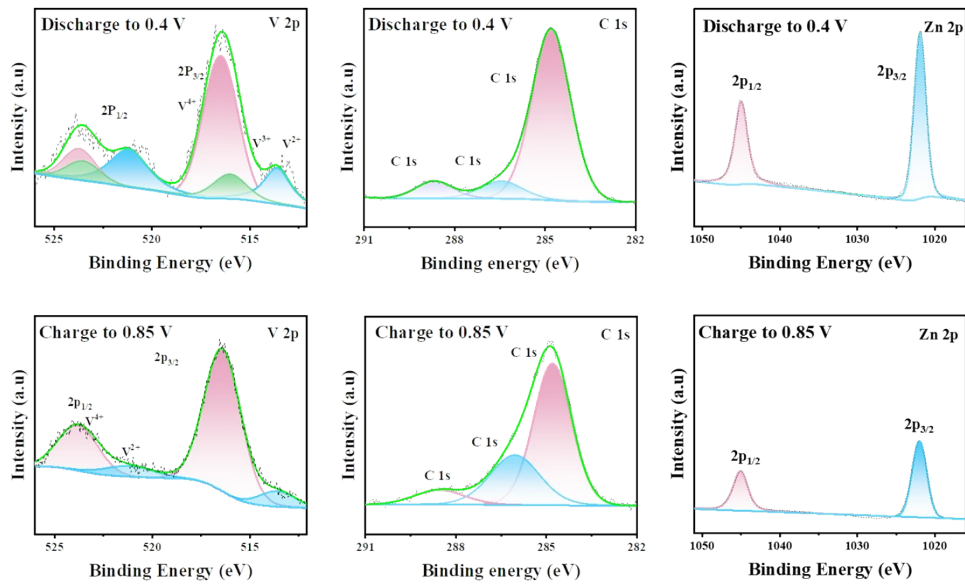 Discharge to 0.4 V
V 2p
2P3/2
2P1/2
V4+
V3+
V2+
Intensity (a.u)
525
520
515
Binding Energy (eV)
Discharge to 0.4 V
C 1s
C 1s
C 1s
C 1s
Intensity (a.u)
291
288
285
282
Binding energy (eV)
Discharge to 0.4 V
Zn 2p
2p1/2
2p3/2
Intensity (a.u)
1050
1040
1030
1020
Binding Energy (eV)
Charge to 0.85 V
V 2p
2p3/2
2p1/2
V4+
V2+
Intensity (a.u)
525
520
515
Binding Energy (eV)
Charge to 0.85 V
C 1s
C 1s
C 1s
C 1s
Intensity (a.u)
291
288
285
282
Binding energy (eV)
Charge to 0.85 V
Zn 2p
2p1/2
2p3/2
Intensity (a.u)
1050
1040
1030
1020
Binding Energy (eV)